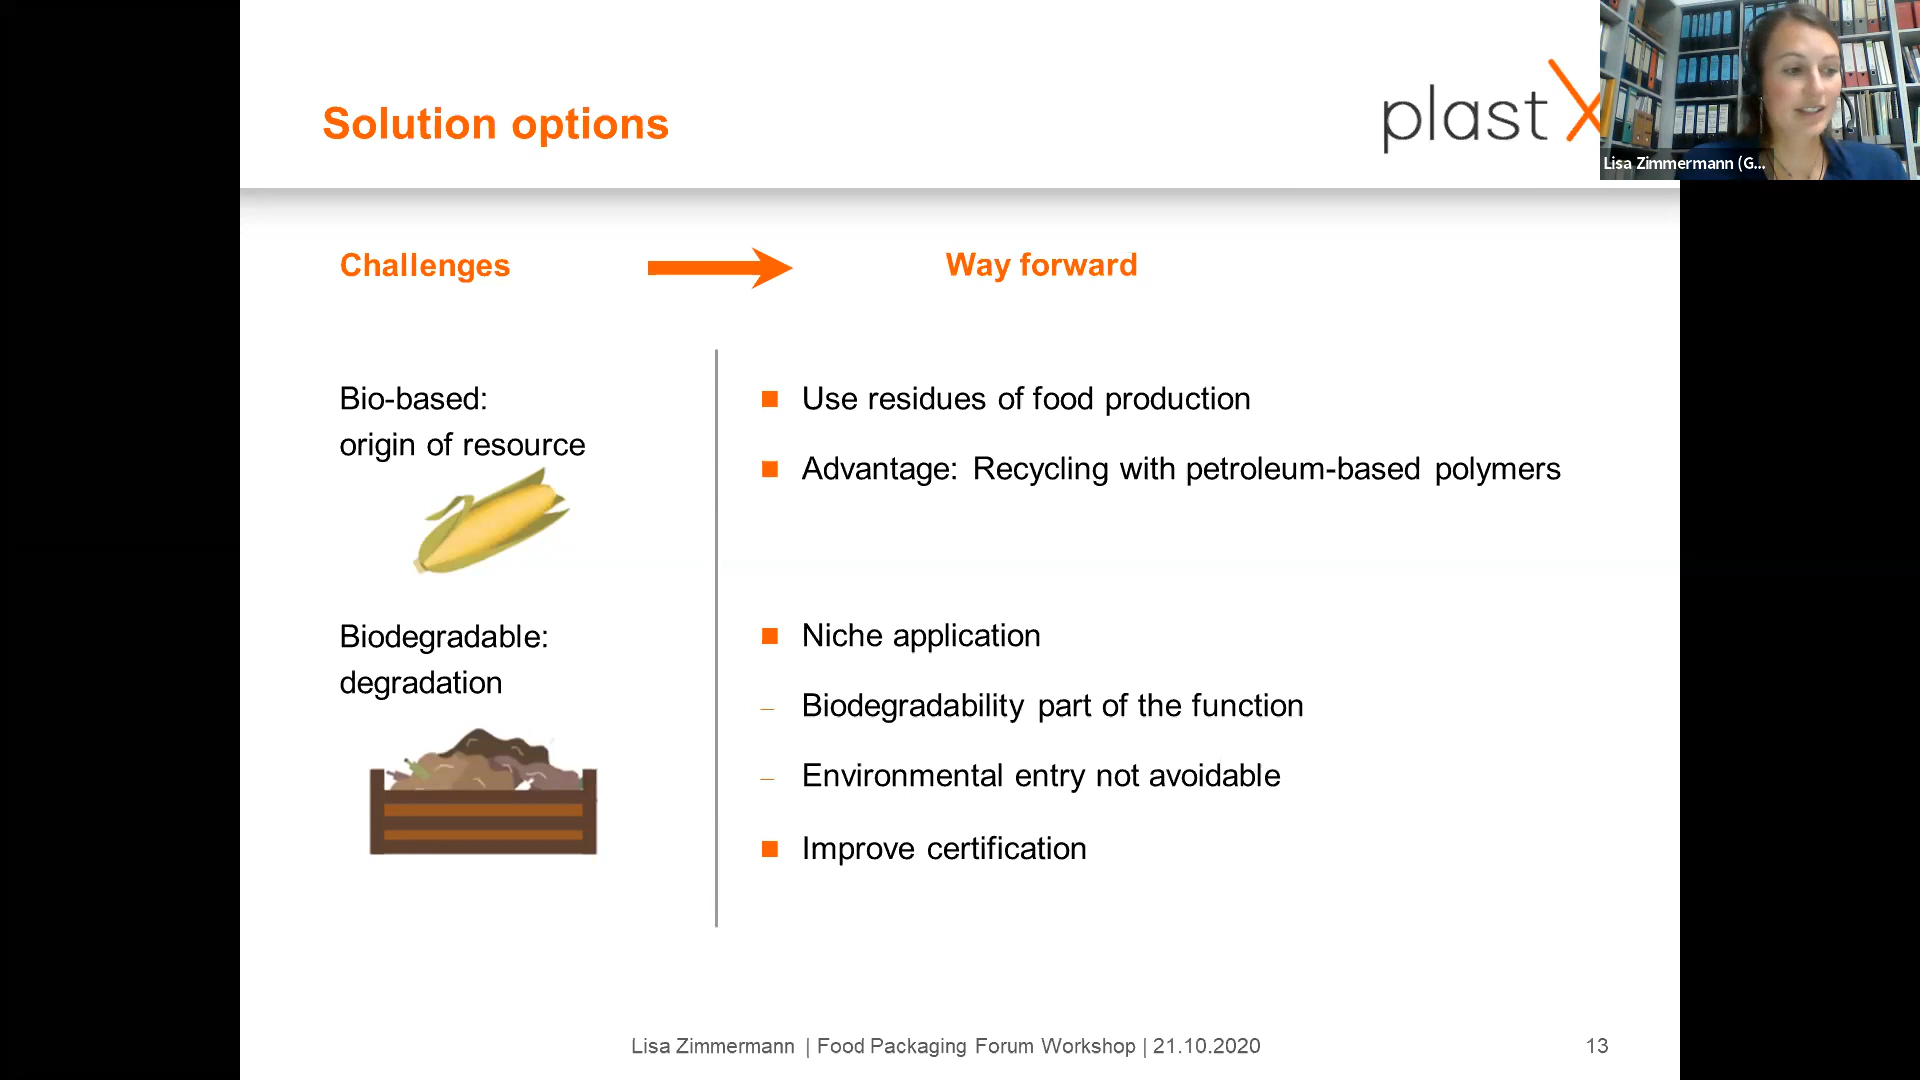 Solution options
plastX
Lisa Zimmermann (G...
Challenges
Way forward
Bio-based:
origin of resource
Use residues of food production
Advantage: Recycling with petroleum-based polymers
Biodegradable:
degradation
Niche application
– Biodegradability part of the function
– Environmental entry not avoidable
Improve certification
Lisa Zimmermann | Food Packaging Forum Workshop | 21.10.2020
13